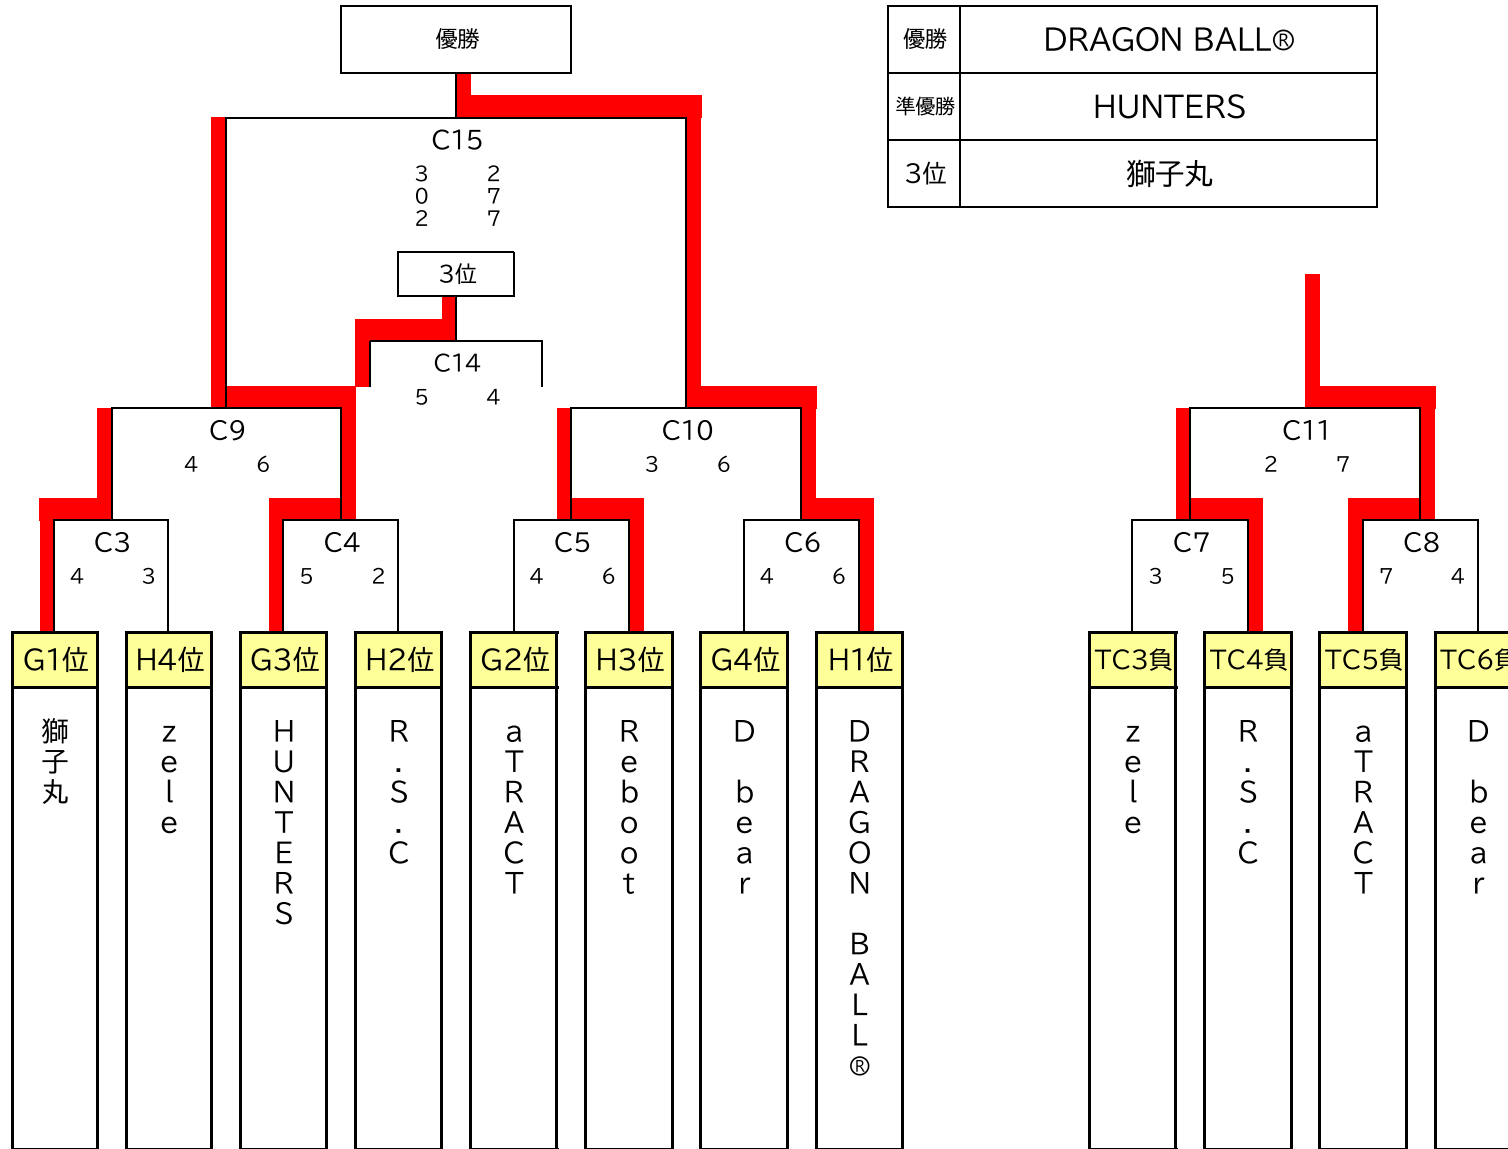 優勝
優勝 DRAGON BALL®
準優勝 HUNTERS
3位 獅子丸
C15
3 2
0 7
2 7
3位
C14
5 4
C9 C10 C11
4 6 3 6 2 7
C3 C4 C5 C6 C7 C8
4 3 5 2 4 6 4 6 3 5 7 4
G1位 H4位 G3位 H2位 G2位 H3位 G4位 H1位 TC3負 TC4負 TC5負 TC6負
獅子丸
zele
HUNTERS
R.S.C
aTRACT
Reboot
D bear
DRAGON BALL®
zele
R.S.C
aTRACT
D bear